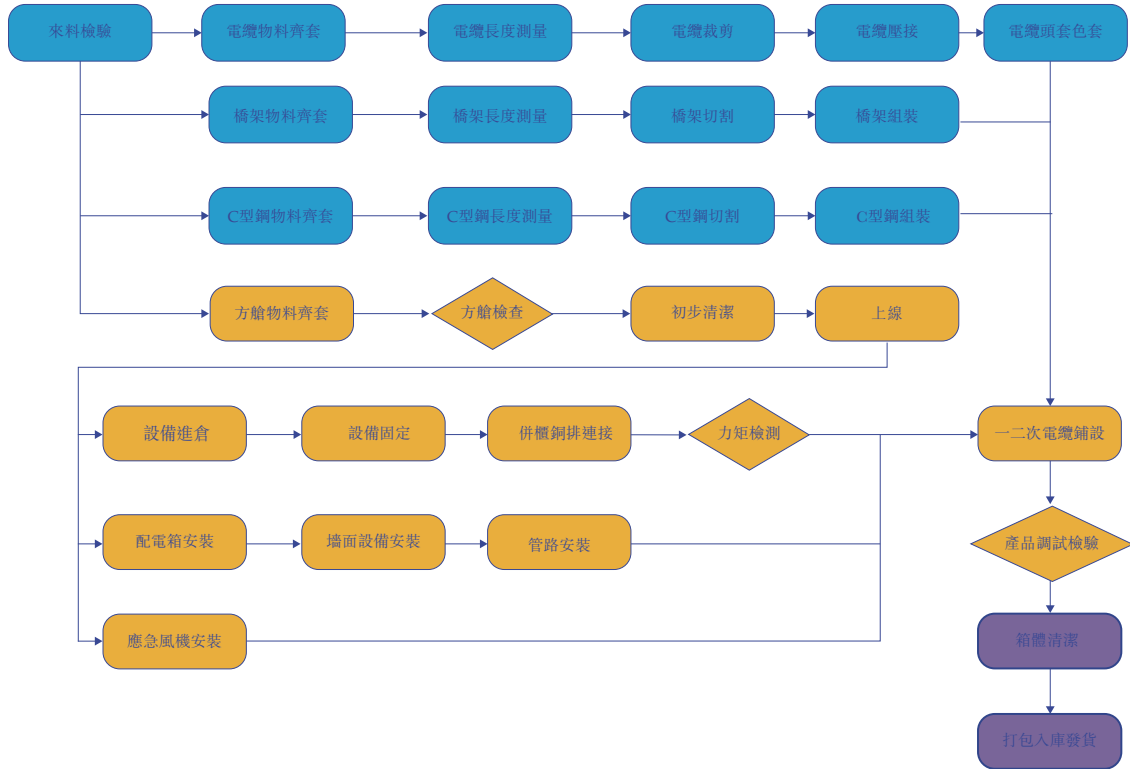 來料檢驗
電纜物料齊套
電纜長度測量
電纜裁剪
電纜壓接
電纜頭套色套
橋架物料齊套
橋架長度測量
橋架切割
橋架組裝
C型鋼物料齊套
C型鋼長度測量
C型鋼切割
C型鋼組裝
方艙物料齊套
方艙檢查
初步清潔
上線
設備進倉
設備固定
併櫃銅排連接
力矩檢測
一二次電纜鋪設
配電箱安裝
墻面設備安裝
管路安裝
產品調試檢驗
應急風機安裝
箱體清潔
打包入庫發貨